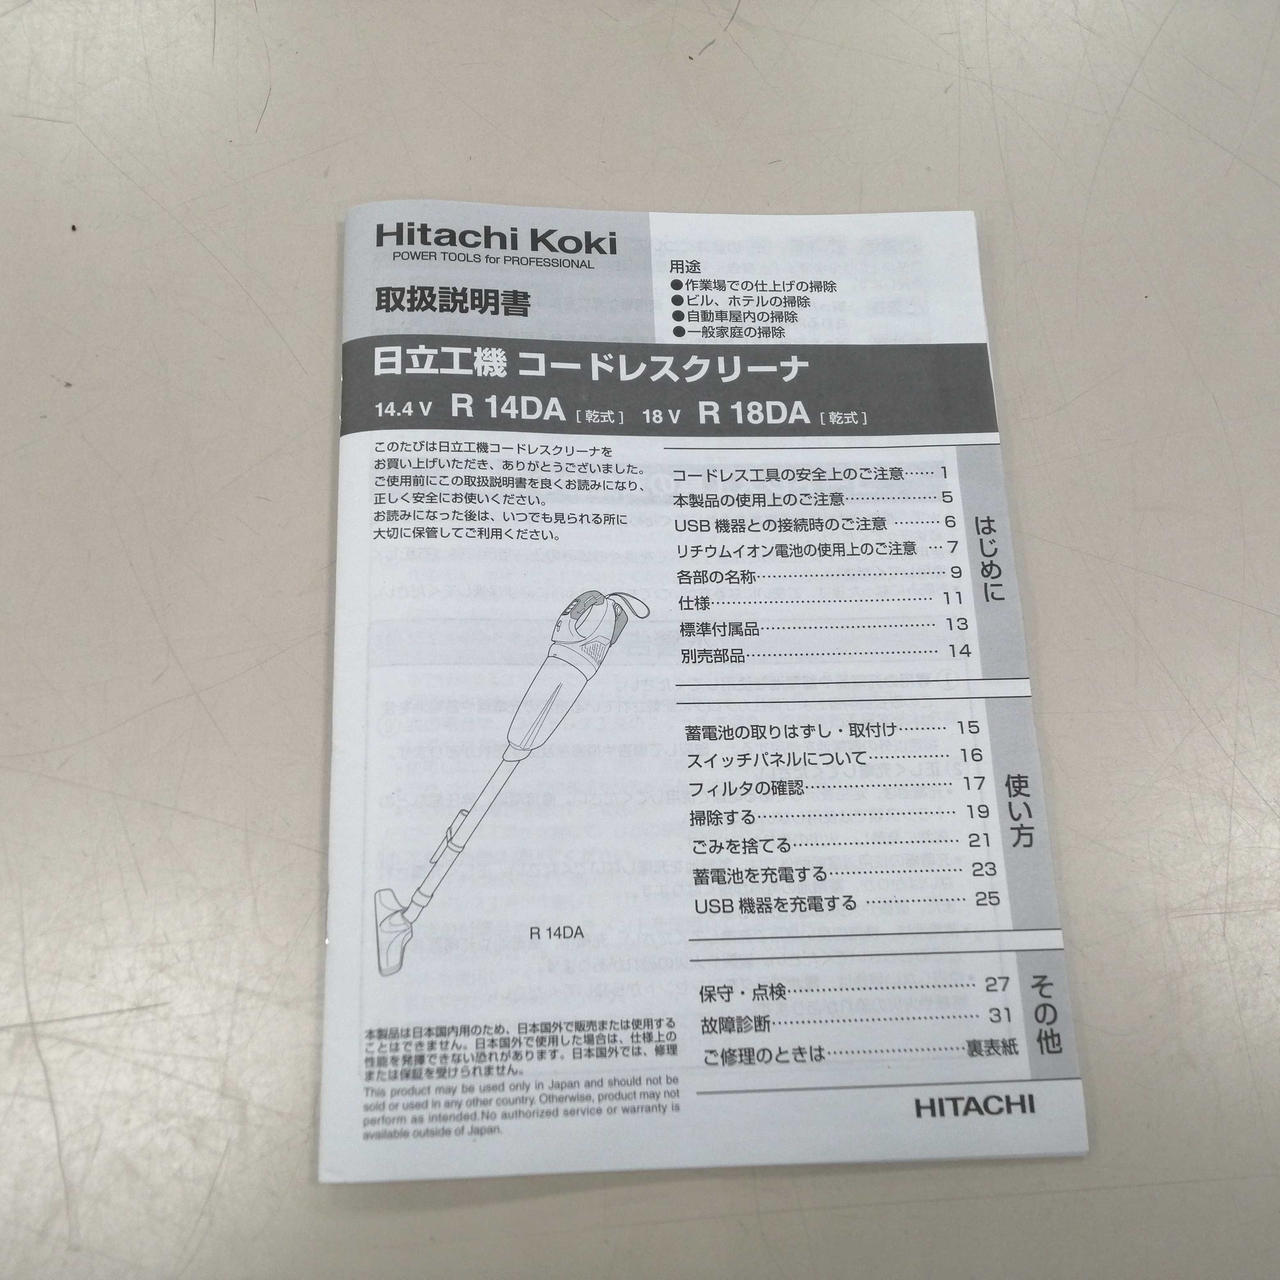 Hitachi Koki
POWER TOOLS for PROFESSIONAL
取扱説明書
用途
●作業場での仕上げの掃除
●ビル、ホテルの掃除
●自動車屋内の掃除
●一般家庭の掃除
日立工機 コードレスクリーナ
14.4 V R 14DA [乾式] 18 V R 18DA [乾式]
このたびは日立工機コードレスクリーナを
お買い上げいただき、ありがとうございました。
ご使用前にこの取扱説明書を良くお読みになり、
正しく安全にお使いください。
お読みになった後は、いつでも見られる所に
大切に保管してご利用ください。
R 14DA
本製品は日本国内用のため、日本国外で販売または使用する
ことはできません。日本国外で使用した場合は、仕様上の
性能を発揮できない恐れがあります。日本国外では、修理
または保証を受けられません。
This product may be used only in Japan and should not be
sold or used in any other country. Otherwise, product may not
perform as intended.No authorized service or warranty is
available outside of Japan.
はじめに
コードレス工具の安全上のご注意……1
本製品の使用上のご注意……………5
USB 機器との接続時のご注意………6
リチウムイオン電池の使用上のご注意…7
各部の名称……………………………9
仕様……………………………………11
標準付属品……………………………13
別売部品………………………………14
使い方
蓄電池の取りはずし・取付け………15
スイッチパネルについて……………16
フィルタの確認………………………17
掃除する………………………………19
ごみを捨てる…………………………21
蓄電池を充電する……………………23
USB 機器を充電する…………………25
その他
保守・点検……………………………27
故障診断………………………………31
ご修理のときは……………………裏表紙
HITACHI